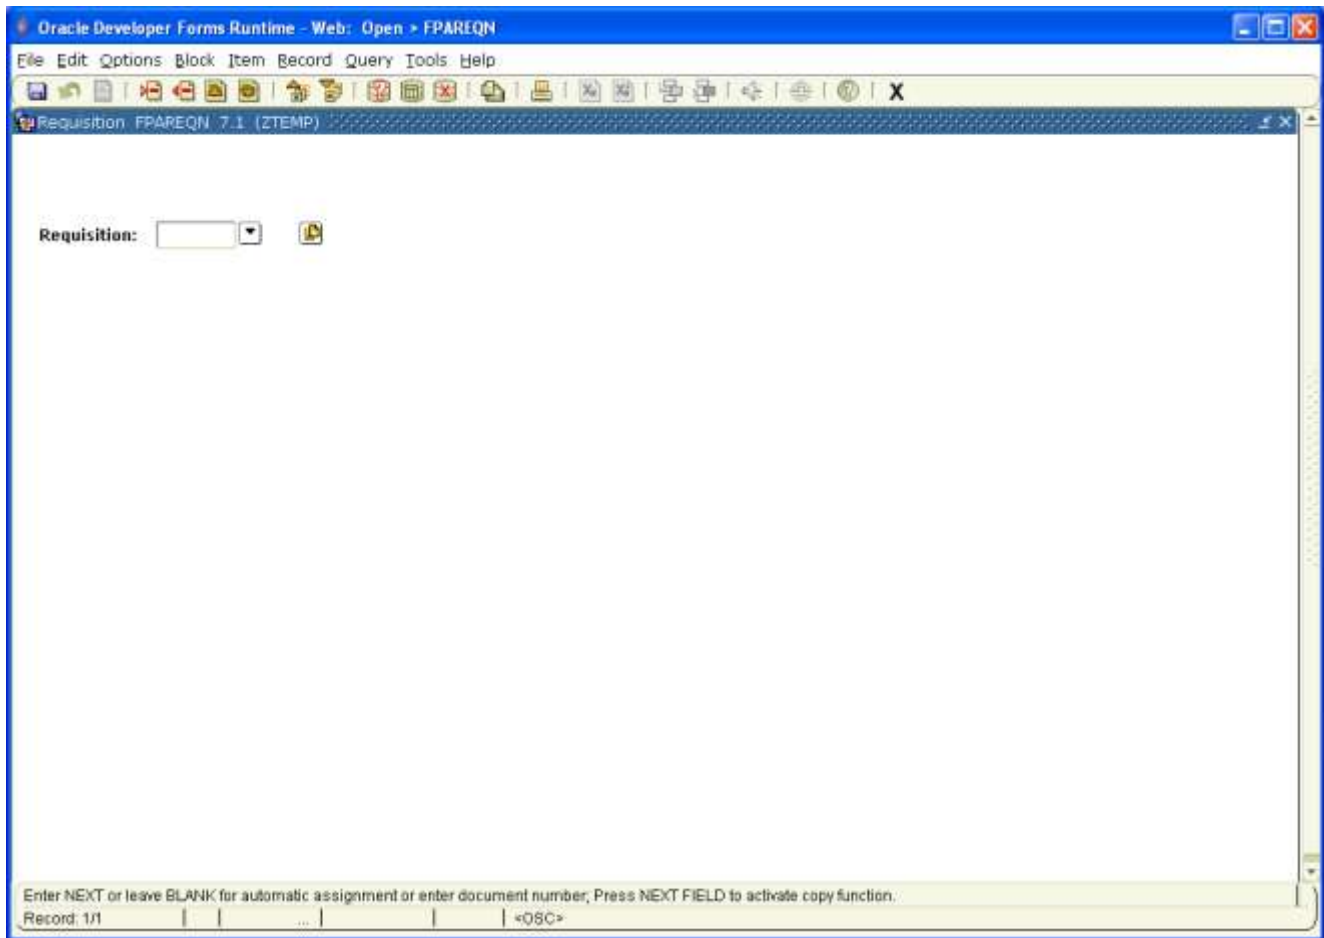 Oracle Developer Forms Runtime - Web: Open > FPAREQN
File Edit Options Block Item Record Query Tools Help
X
Requisition FPAREQN 7.1 (ZTEMP)
Requisition:
Enter NEXT or leave BLANK for automatic assignment or enter document number; Press NEXT FIELD to activate copy function.
Record: 1/1 ... <OSC>